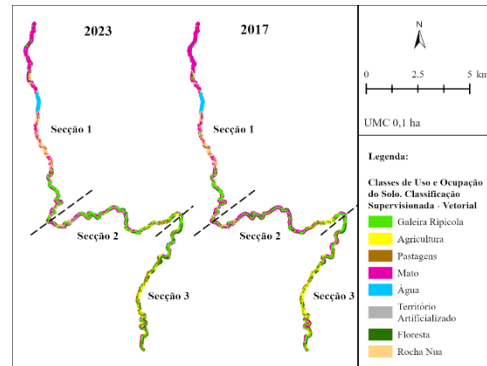 2023
2017
Secção 1
Secção 1
Secção 2
Secção 2
Secção 3
Secção 3
N
0 2.5 5 km
UMC 0,1 ha
Legenda:
Classes de Uso e Ocupação
do Solo. Classificação
Supervisionada - Vetorial
Galeira Ripícola
Agricultura
Pastagens
Mato
Água
Território
Artificializado
Floresta
Rocha Nua